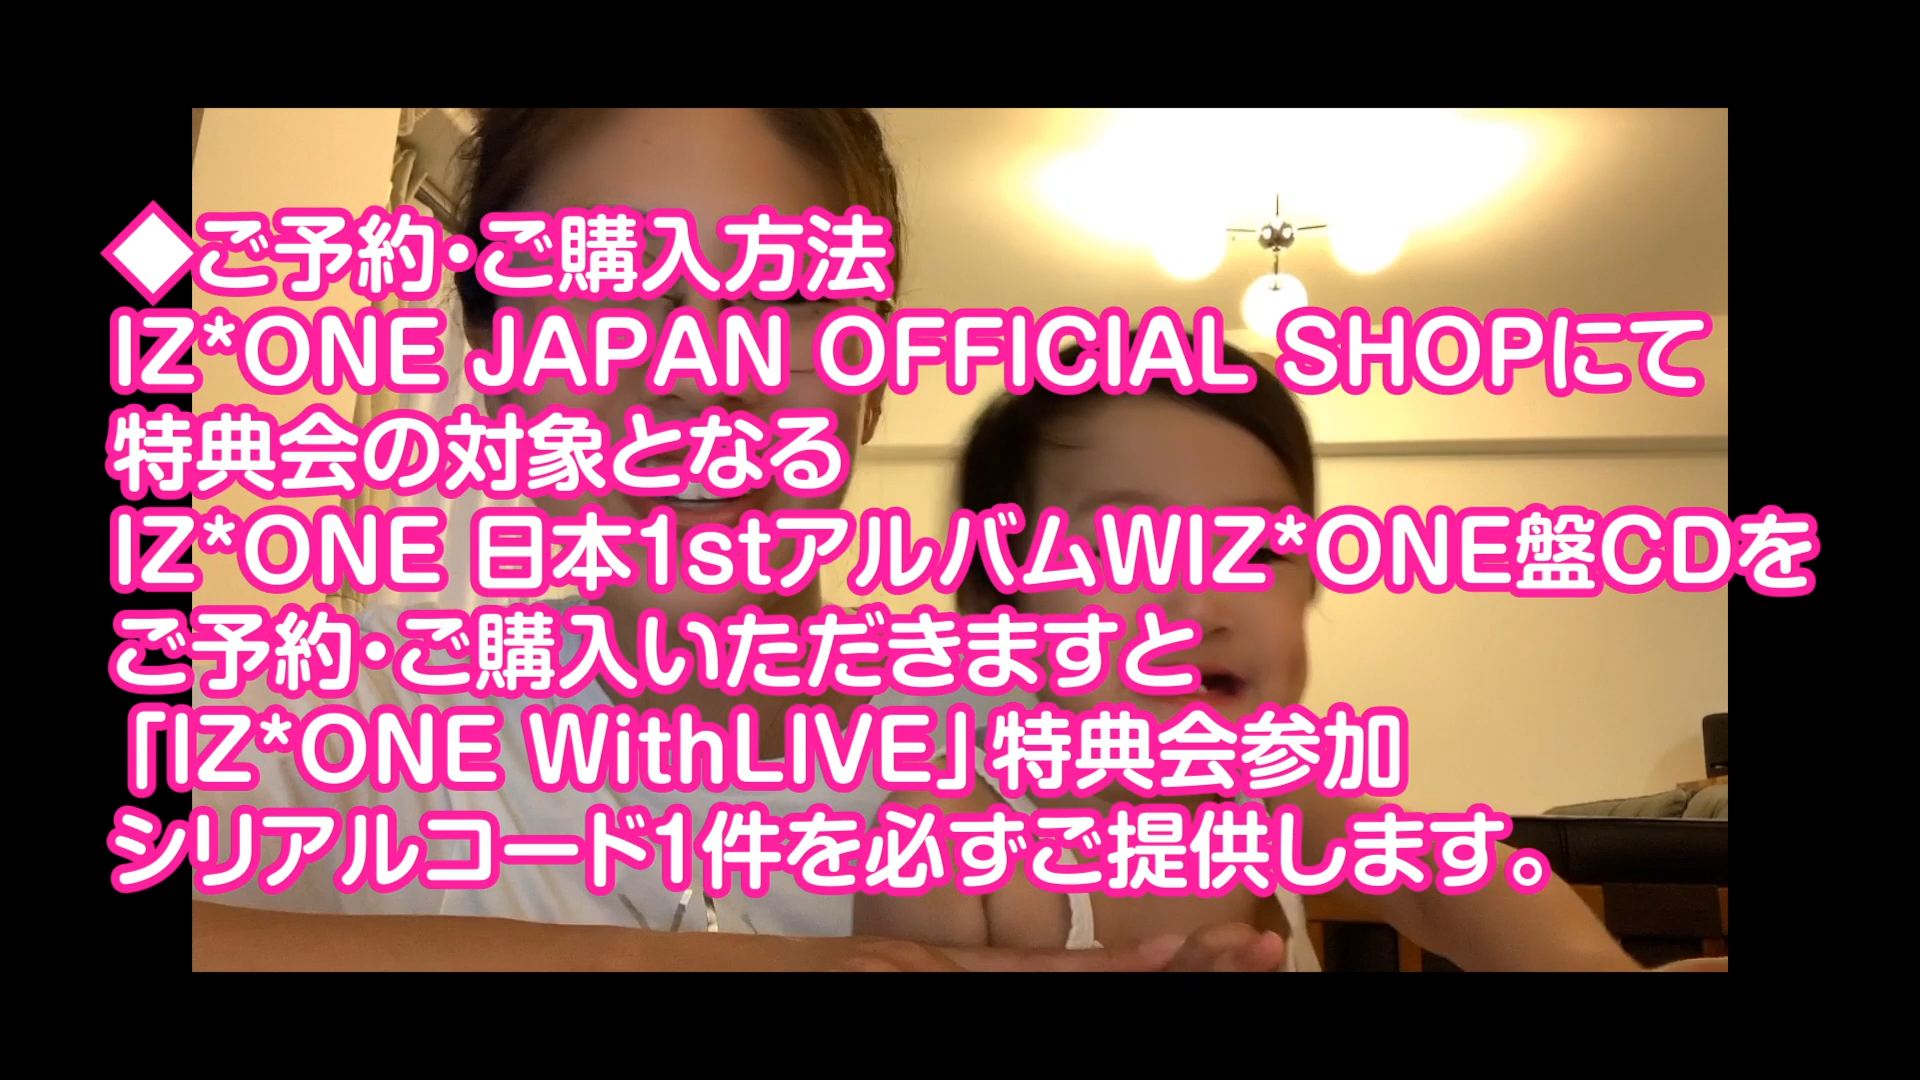 ◆ご予約・ご購入方法
IZ*ONE JAPAN OFFICIAL SHOPにて
特典会の対象となる
IZ*ONE 日本1stアルバムWIZ*ONE盤CDを
ご予約・ご購入いただきますと
「IZ*ONE WithLIVE」特典会参加
シリアルコード1件を必ずご提供します。